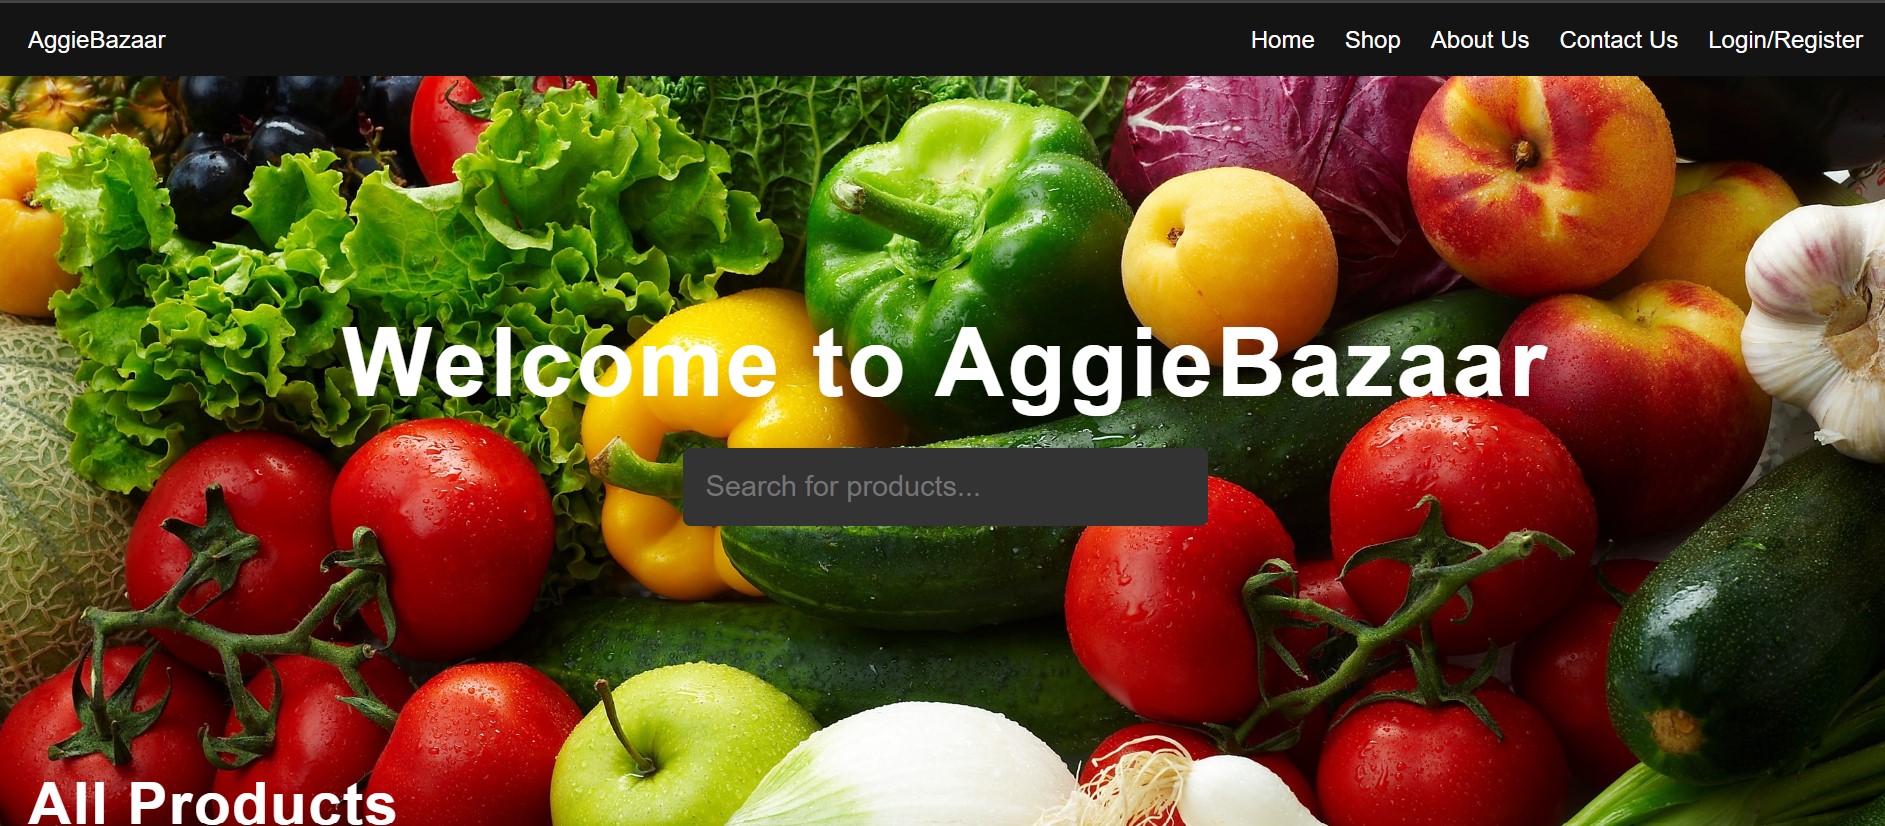 AggieBazaar
Home Shop About Us Contact Us Login/Register
Welcome to AggieBazaar
Search for products...
All Products